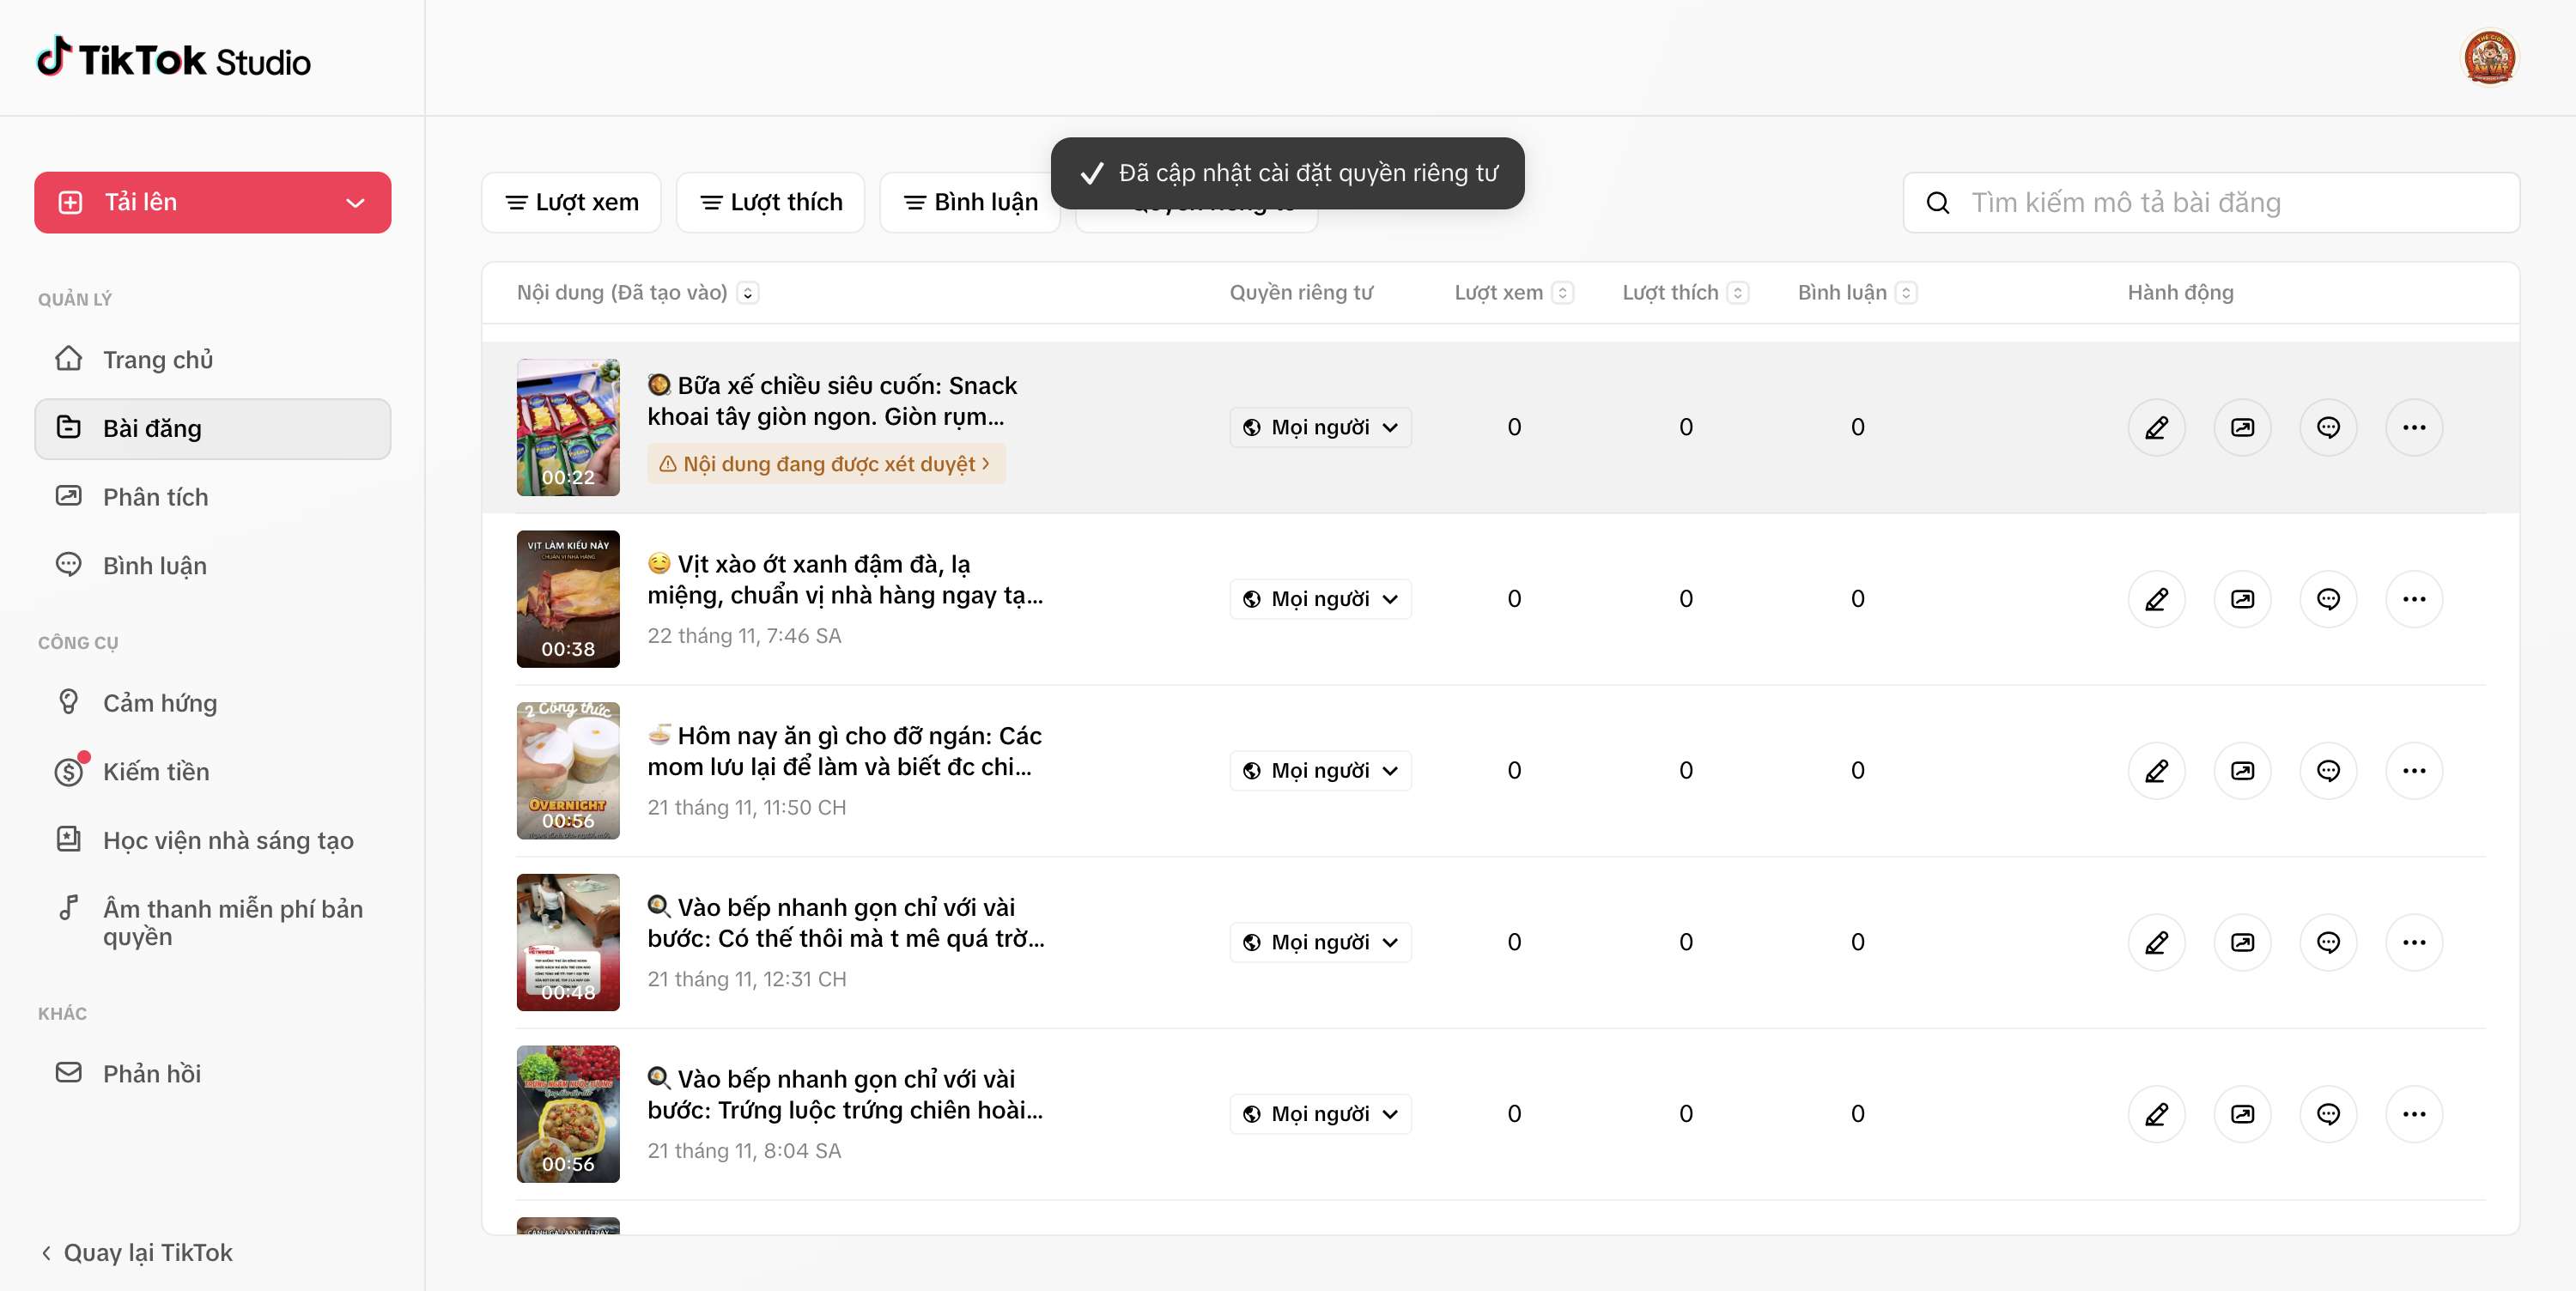 TikTok Studio
Đã cập nhật cài đặt quyền riêng tư
Tải lên
Lượt xem
Lượt thích
Bình luận
Tìm kiếm mô tả bài đăng
QUẢN LÝ
Trang chủ
Bài đăng
Phân tích
Bình luận
CÔNG CỤ
Cảm hứng
Kiếm tiền
Học viện nhà sáng tạo
Âm thanh miễn phí bản
quyền
KHÁC
Phản hồi
Quay lại TikTok
Nội dung (Đã tạo vào)
Quyền riêng tư
Lượt xem
Lượt thích
Bình luận
Hành động
00:22
Bữa xế chiều siêu cuốn: Snack
khoai tây giòn ngon. Giòn rụm...
Nội dung đang được xét duyệt
Mọi người
0
0
0
VỊT LÀM KIỂU NÀY
CHUẨN VỊ NHÀ HÀNG
00:38
Vịt xào ớt xanh đậm đà, lạ
miệng, chuẩn vị nhà hàng ngay tạ...
22 tháng 11, 7:46 SA
Mọi người
0
0
0
2 Công thức
OVERNIGHT
00:56
Hôm nay ăn gì cho đỡ ngán: Các
mom lưu lại để làm và biết đc chi...
21 tháng 11, 11:50 CH
Mọi người
0
0
0
00:48
Vào bếp nhanh gọn chỉ với vài
bước: Có thế thôi mà t mê quá trờ...
21 tháng 11, 12:31 CH
Mọi người
0
0
0
00:56
Vào bếp nhanh gọn chỉ với vài
bước: Trứng luộc trứng chiên hoài...
21 tháng 11, 8:04 SA
Mọi người
0
0
0